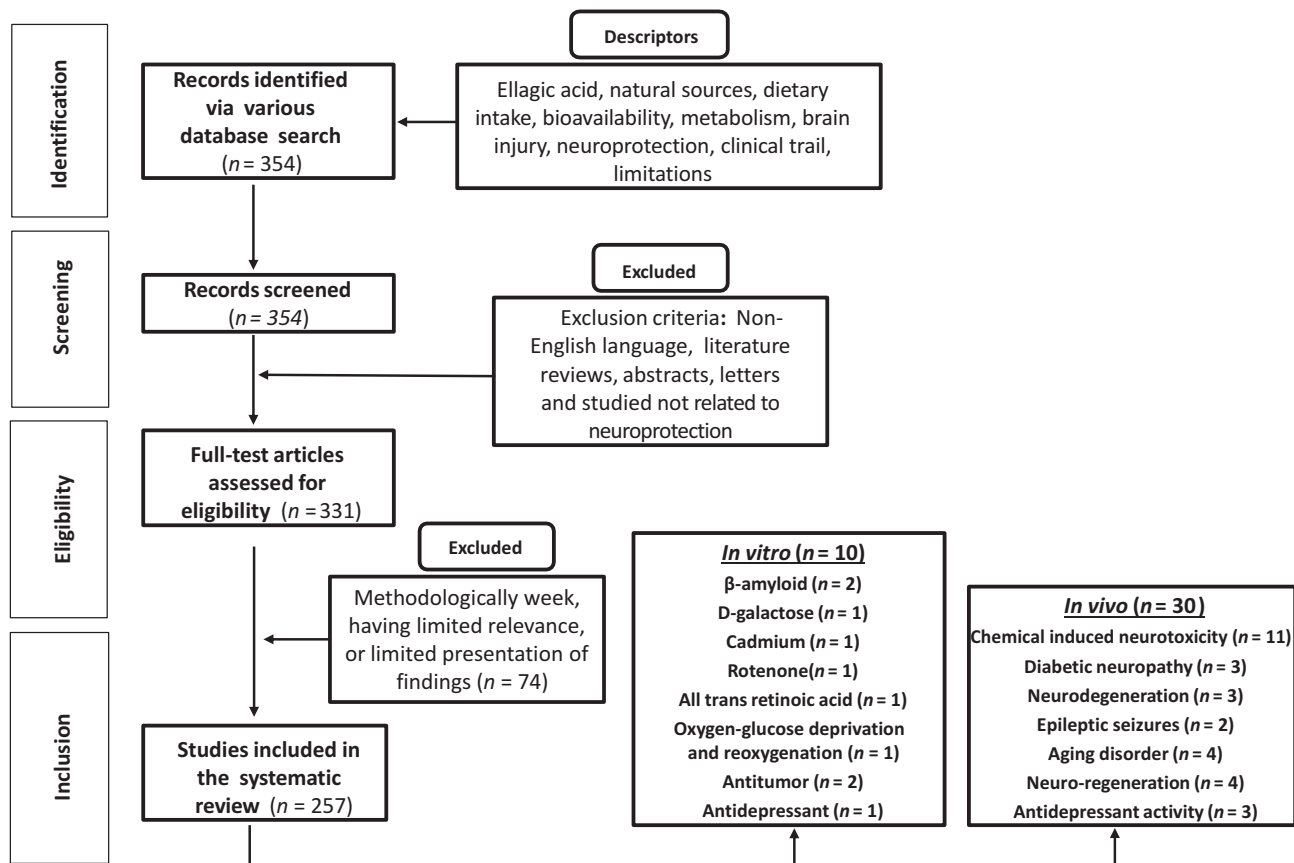 Identification
Descriptors
Records identified
via various
database search
(n = 354)
Ellagic acid, natural sources, dietary
intake, bioavailability, metabolism, brain
injury, neuroprotection, clinical trail,
limitations
Screening
Records screened
(n = 354)
Excluded
Exclusion criteria: Non-
English language, literature
reviews, abstracts, letters
and studied not related to
neuroprotection
Eligibility
Full-test articles
assessed for
eligibility (n = 331)
Excluded
Methodologically week,
having limited relevance,
or limited presentation of
findings (n = 74)
Inclusion
Studies included in
the systematic
review (n = 257)
In vitro (n = 10)
β-amyloid (n = 2)
D-galactose (n = 1)
Cadmium (n = 1)
Rotenone(n = 1)
All trans retinoic acid (n = 1)
Oxygen-glucose deprivation
and reoxygenation (n = 1)
Antitumor (n = 2)
Antidepressant (n = 1)
In vivo (n = 30)
Chemical induced neurotoxicity (n = 11)
Diabetic neuropathy (n = 3)
Neurodegeneration (n = 3)
Epileptic seizures (n = 2)
Aging disorder (n = 4)
Neuro-regeneration (n = 4)
Antidepressant activity (n = 3)